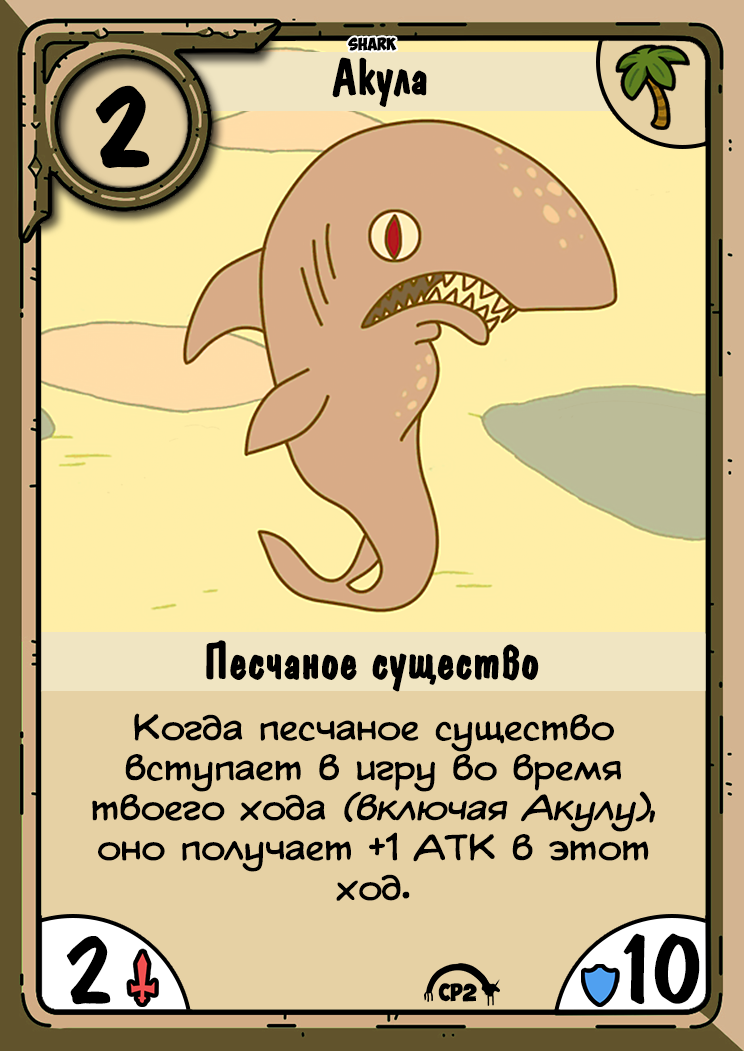 SHARK
Акула
2
Песчаное существо
Когда песчаное существо
вступает в игру во время
твоего хода (включая Акулу),
оно получает +1 АТК в этот
ход.
2
CP2
10